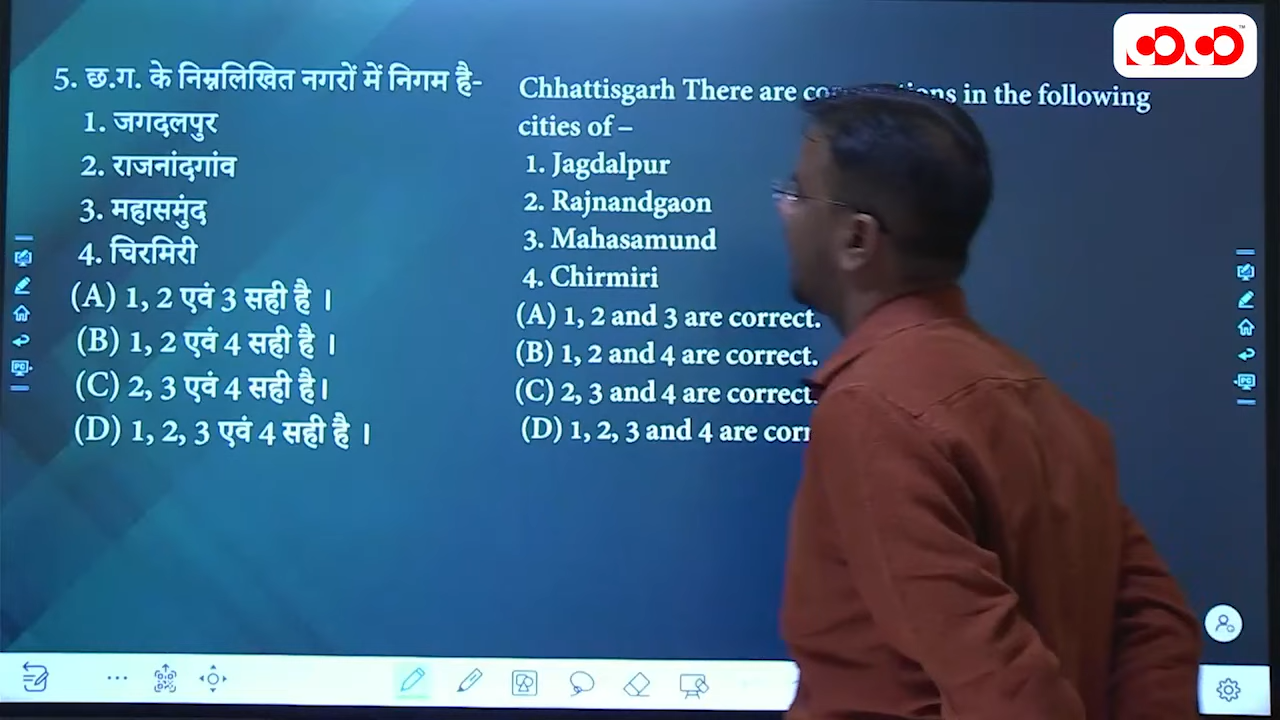 5. छ.ग. के निम्नलिखित नगरों में निगम है-
1. जगदलपुर
2. राजनांदगांव
3. महासमुंद
4. चिरमिरी
(A) 1, 2 एवं 3 सही है ।
(B) 1, 2 एवं 4 सही है ।
(C) 2, 3 एवं 4 सही है।
(D) 1, 2, 3 एवं 4 सही है ।
Chhattisgarh There are in the following
cities of –
1. Jagdalpur
2. Rajnandgaon
3. Mahasamund
4. Chirmiri
(A) 1, 2 and 3 are correct.
(B) 1, 2 and 4 are correct.
(C) 2, 3 and 4 are correct.
(D) 1, 2, 3 and 4 are